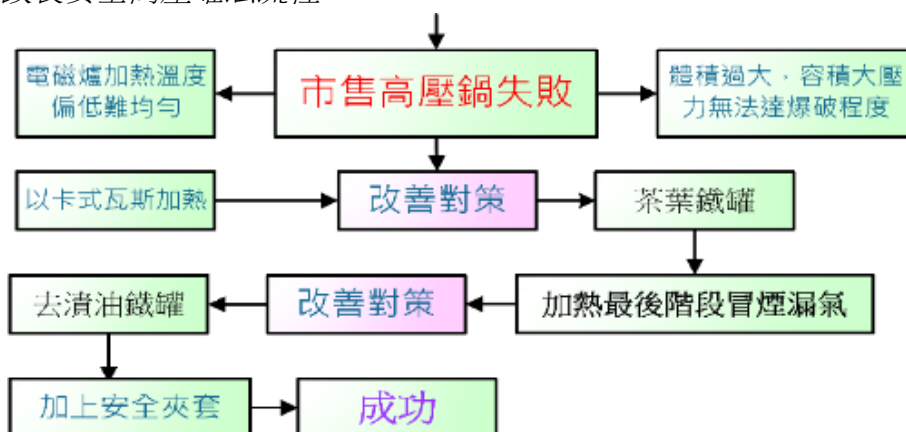 電磁爐加熱溫度
偏低難均勻
市售高壓鍋失敗
體積過大，容積大壓
力無法達爆破程度
以卡式瓦斯加熱
改善對策
茶葉鐵罐
去漬油鐵罐
改善對策
加熱最後階段冒煙漏氣
加上安全夾套
成功